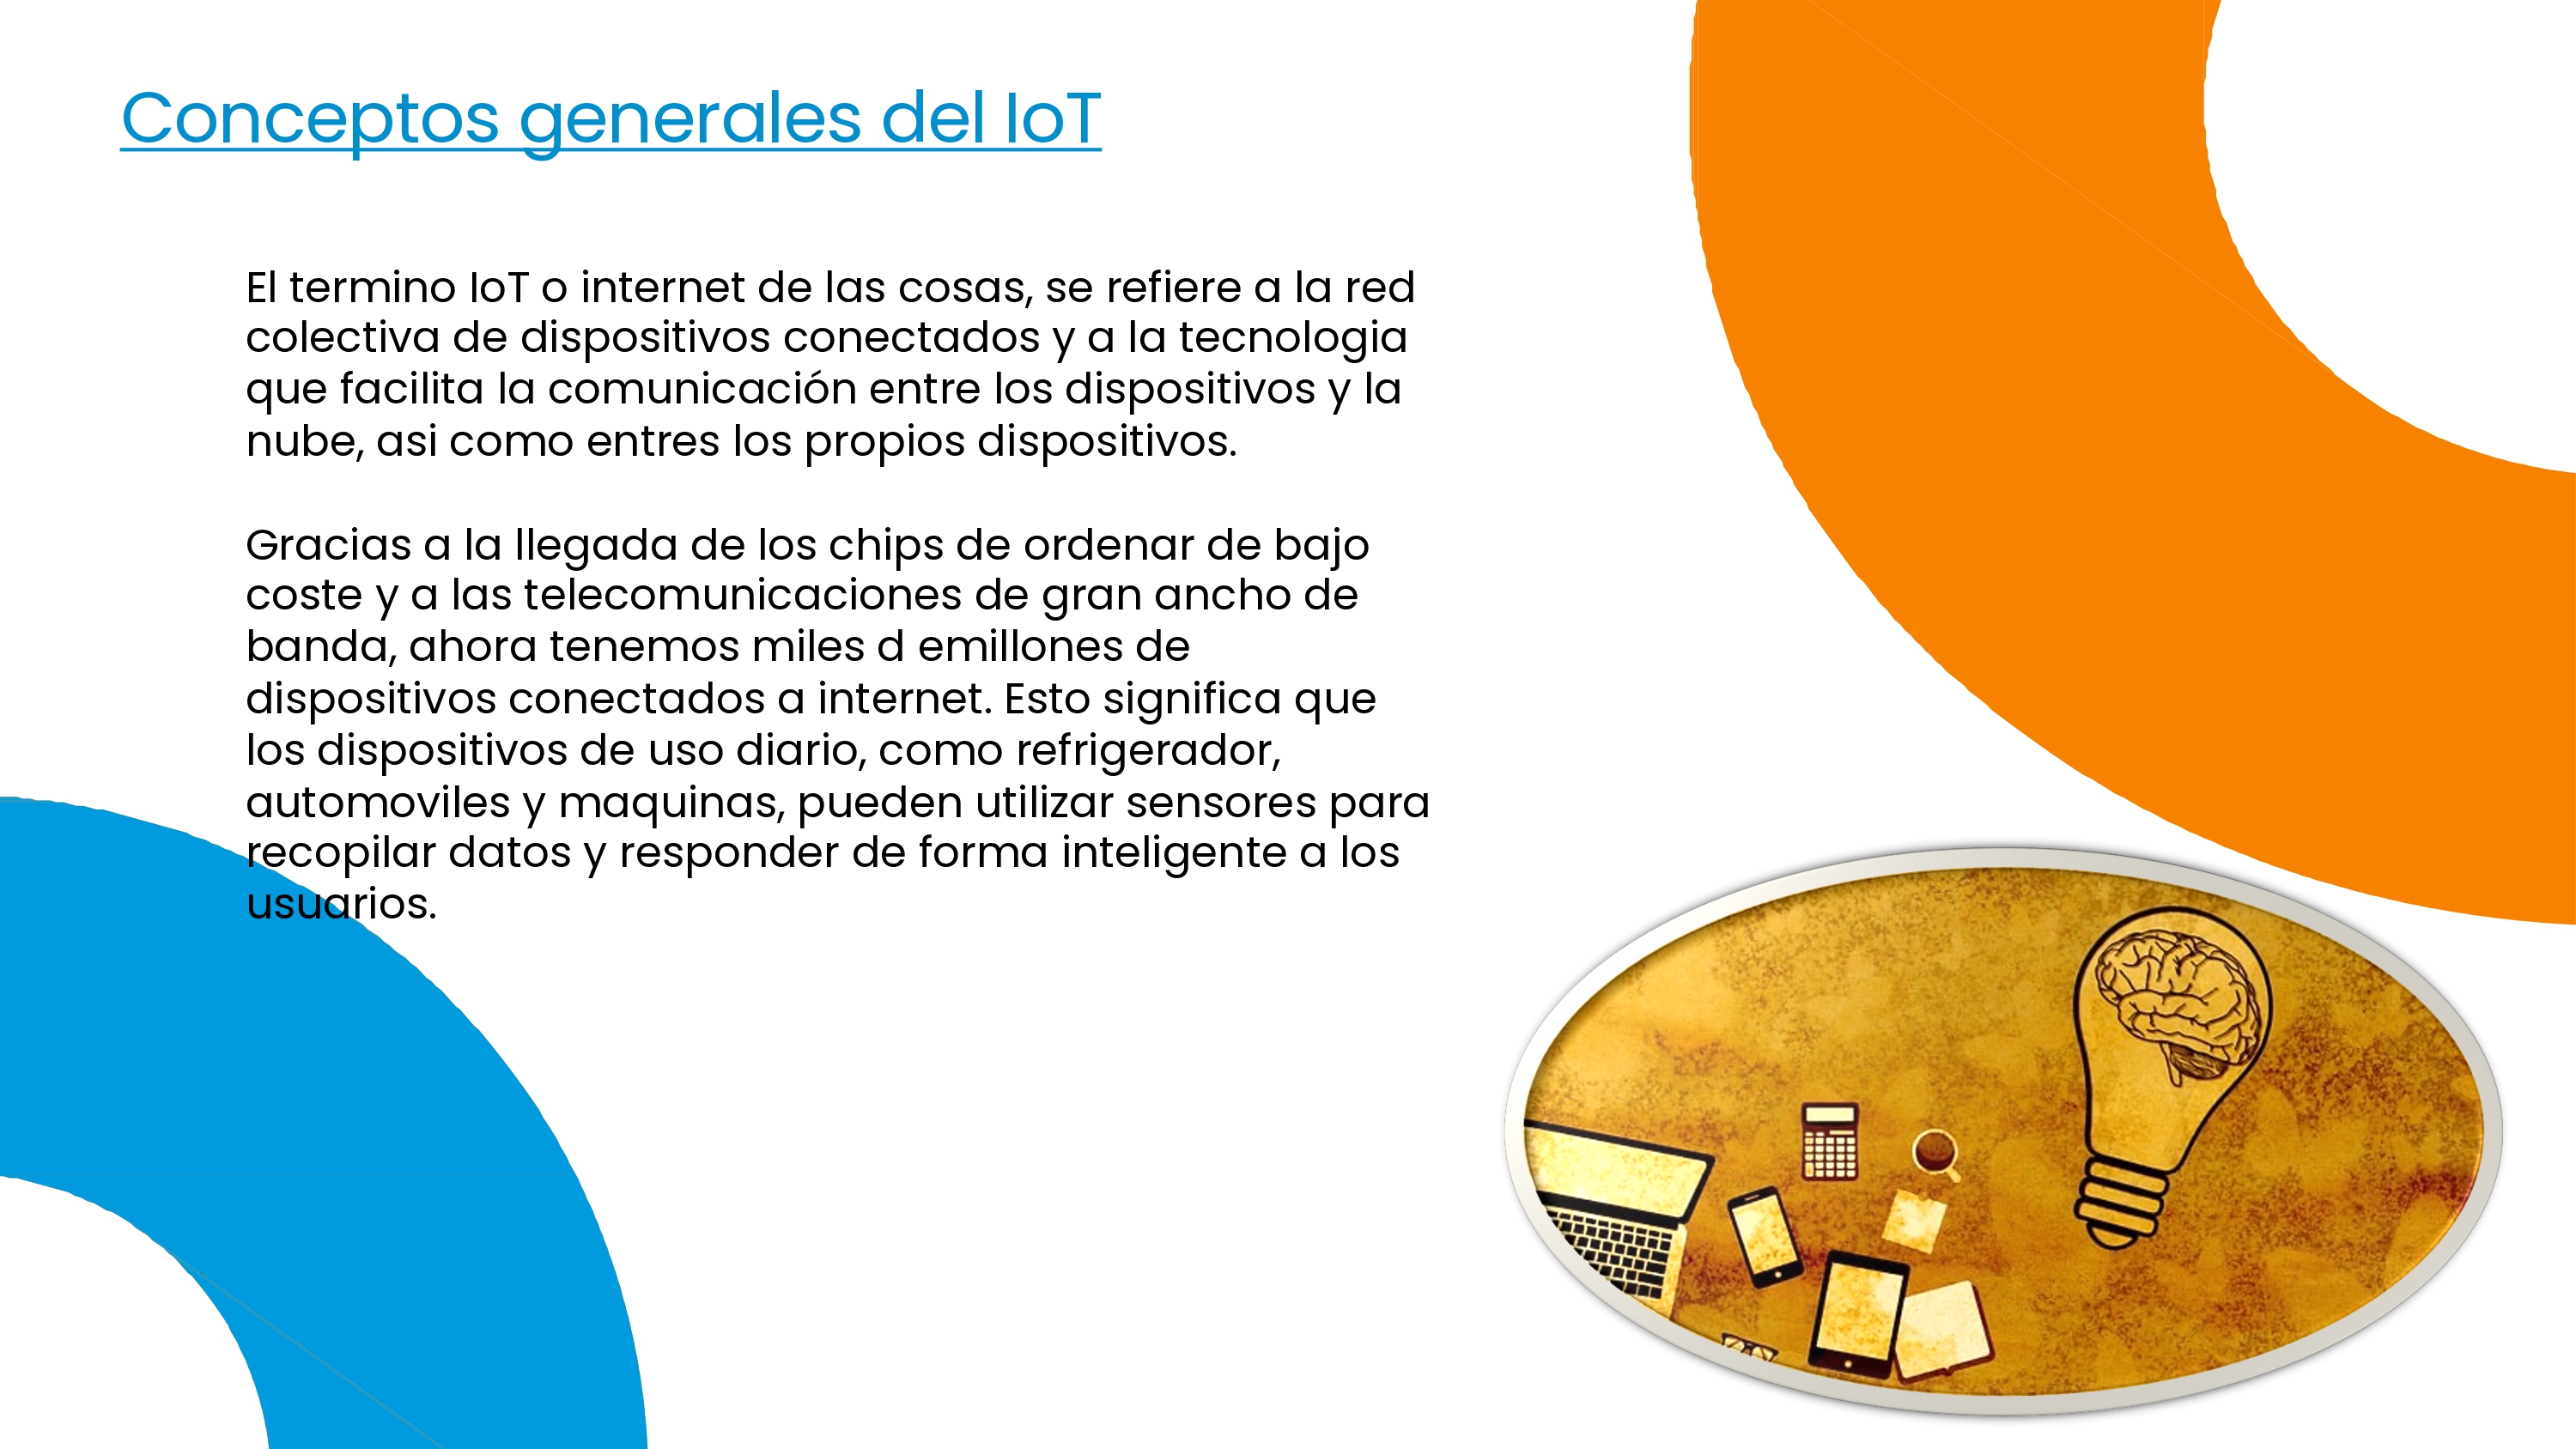 Conceptos generales del IoT
El termino IoT o internet de las cosas, se refiere a la red
colectiva de dispositivos conectados y a la tecnologia
que facilita la comunicación entre los dispositivos y la
nube, asi como entres los propios dispositivos.
Gracias a la llegada de los chips de ordenar de bajo
coste y a las telecomunicaciones de gran ancho de
banda, ahora tenemos miles d emillones de
dispositivos conectados a internet. Esto significa que
los dispositivos de uso diario, como refrigerador,
automoviles y maquinas, pueden utilizar sensores para
recopilar datos y responder de forma inteligente a los
usuarios.